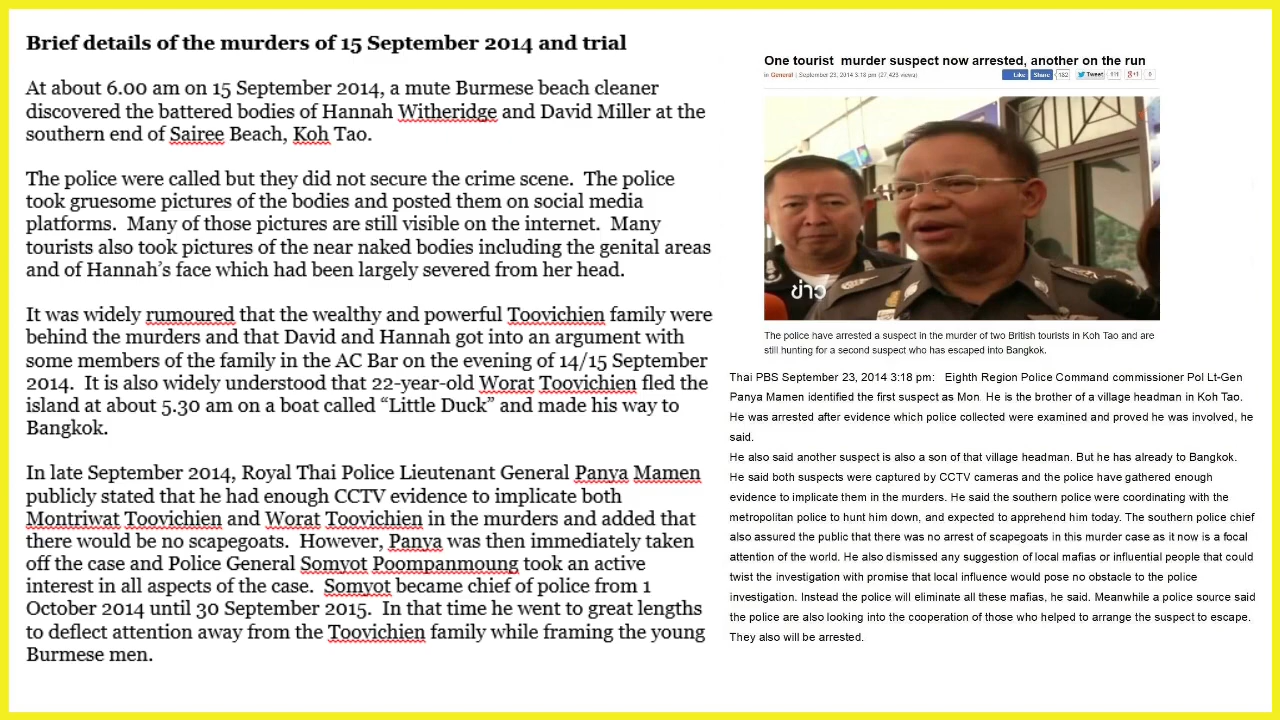 Brief details of the murders of 15 September 2014 and trial
At about 6.00 am on 15 September 2014, a mute Burmese beach cleaner
discovered the battered bodies of Hannah Witheridge and David Miller at the
southern end of Sairee Beach, Koh Tao.
The police were called but they did not secure the crime scene.  The police
took gruesome pictures of the bodies and posted them on social media
platforms.  Many of those pictures are still visible on the internet.  Many
tourists also took pictures of the near naked bodies including the genital areas
and of Hannah's face which had been largely severed from her head.
It was widely rumoured that the wealthy and powerful Toovichien family were
behind the murders and that David and Hannah got into an argument with
some members of the family in the AC Bar on the evening of 14/15 September
2014.  It is also widely understood that 22-year-old Worat Toovichien fled the
island at about 5.30 am on a boat called “Little Duck” and made his way to
Bangkok.
In late September 2014, Royal Thai Police Lieutenant General Panya Mamen
publicly stated that he had enough CCTV evidence to implicate both
Montriwat Toovichien and Worat Toovichien in the murders and added that
there would be no scapegoats.  However, Panya was then immediately taken
off the case and Police General Somyot Poompanmoung took an active
interest in all aspects of the case.  Somyot became chief of police from 1
October 2014 until 30 September 2015.  In that time he went to great lengths
to deflect attention away from the Toovichien family while framing the young
Burmese men.
One tourist  murder suspect now arrested, another on the run
in General | September 23, 2014 3:18 pm (27,423 views)
Like Share 182 Tweet 111 g+1 0
ข่าว
The police have arrested a suspect in the murder of two British tourists in Koh Tao and are
still hunting for a second suspect who has escaped into Bangkok.
Thai PBS September 23, 2014 3:18 pm:   Eighth Region Police Command commissioner Pol Lt-Gen
Panya Mamen identified the first suspect as Mon. He is the brother of a village headman in Koh Tao.
He was arrested after evidence which police collected were examined and proved he was involved, he
said.
He also said another suspect is also a son of that village headman. But he has already to Bangkok.
He said both suspects were captured by CCTV cameras and the police have gathered enough
evidence to implicate them in the murders. He said the southern police were coordinating with the
metropolitan police to hunt him down, and expected to apprehend him today. The southern police chief
also assured the public that there was no arrest of scapegoats in this murder case as it now is a focal
attention of the world. He also dismissed any suggestion of local mafias or influential people that could
twist the investigation with promise that local influence would pose no obstacle to the police
investigation. Instead the police will eliminate all these mafias, he said. Meanwhile a police source said
the police are also looking into the cooperation of those who helped to arrange the suspect to escape.
They also will be arrested.